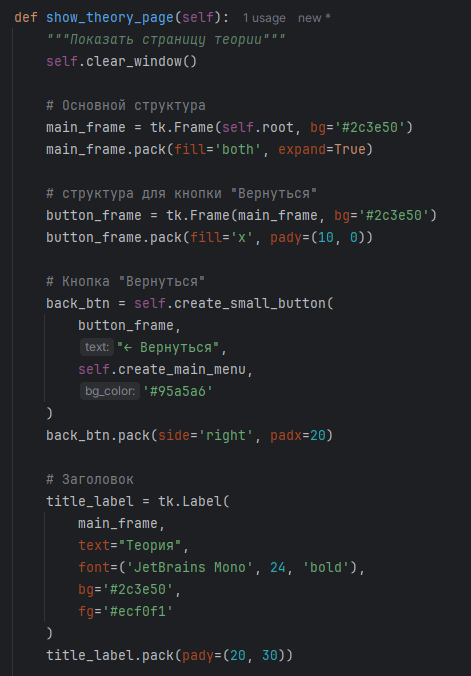 def show_theory_page(self): 1 usage new *
"""Показать страницу теории"""
self.clear_window()
# Основной структура
main_frame = tk.Frame(self.root, bg='#2c3e50')
main_frame.pack(fill='both', expand=True)
# структура для кнопки "Вернуться"
button_frame = tk.Frame(main_frame, bg='#2c3e50')
button_frame.pack(fill='x', pady=(10, 0))
# Кнопка "Вернуться"
back_btn = self.create_small_button(
button_frame,
text: "← Вернуться",
self.create_main_menu,
bg_color: '#95a5a6'
)
back_btn.pack(side='right', padx=20)
# Заголовок
title_label = tk.Label(
main_frame,
text="Теория",
font=('JetBrains Mono', 24, 'bold'),
bg='#2c3e50',
fg='#ecf0f1'
)
title_label.pack(pady=(20, 30))